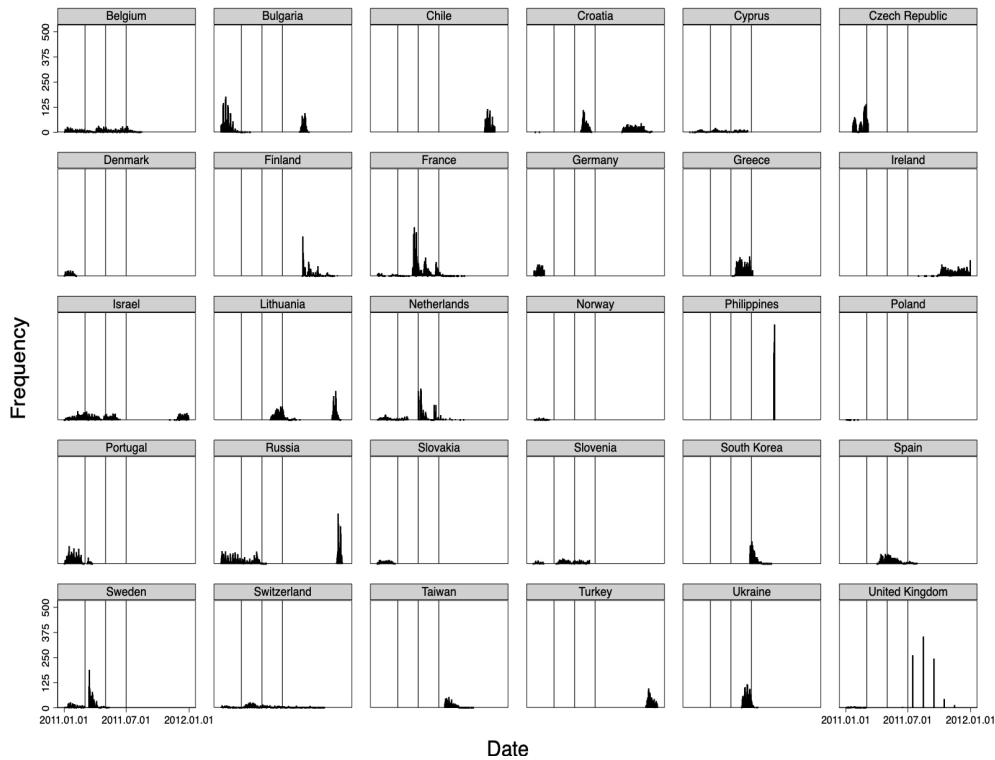 Belgium Bulgaria Chile Croatia Cyprus Czech Republic
500
375
250
125
0
Denmark Finland France Germany Greece Ireland
Israel Lithuania Netherlands Norway Philippines Poland
Frequency
Portugal Russia Slovakia Slovenia South Korea Spain
Sweden Switzerland Taiwan Turkey Ukraine United Kingdom
500
375
250
125
0
2011.01.01 2011.07.01 2012.01.01 2011.01.01 2011.07.01 2012.01.01
Date